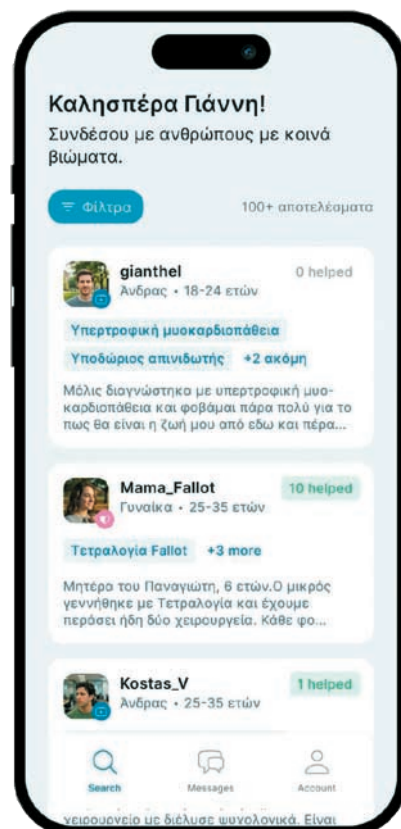 Καλησπέρα Γιάννη!
Συνδέσου με ανθρώπους με κοινά
βιώματα.
Φίλτρα
100+ αποτελέσματα
gianthel
0 helped
Άνδρας • 18-24 ετών
Υπερτροφική μυοκαρδιοπάθεια
Υποδώριος απινιδωτής +2 ακόμη
Μόλις διαγνώστηκα με υπερτροφική μυο-
καρδιοπάθεια και φοβάμαι πάρα πολύ για το
πως θα είναι η ζωή μου από εδω και πέρα...
Mama_Fallot
10 helped
Γυναίκα • 25-35 ετών
Τετραλογία Fallot +3 more
Μητέρα του Παναγιώτη, 6 ετών.Ο μικρός
γεννήθηκε με Τετραλογία και έχουμε
περάσει ήδη δύο χειρουργεία. Κάθε φο...
Kostas_V
1 helped
Άνδρας • 25-35 ετών
Search
Messages
Account
χειρουργείο με διέλυσε ψυχολογικά. Είναι